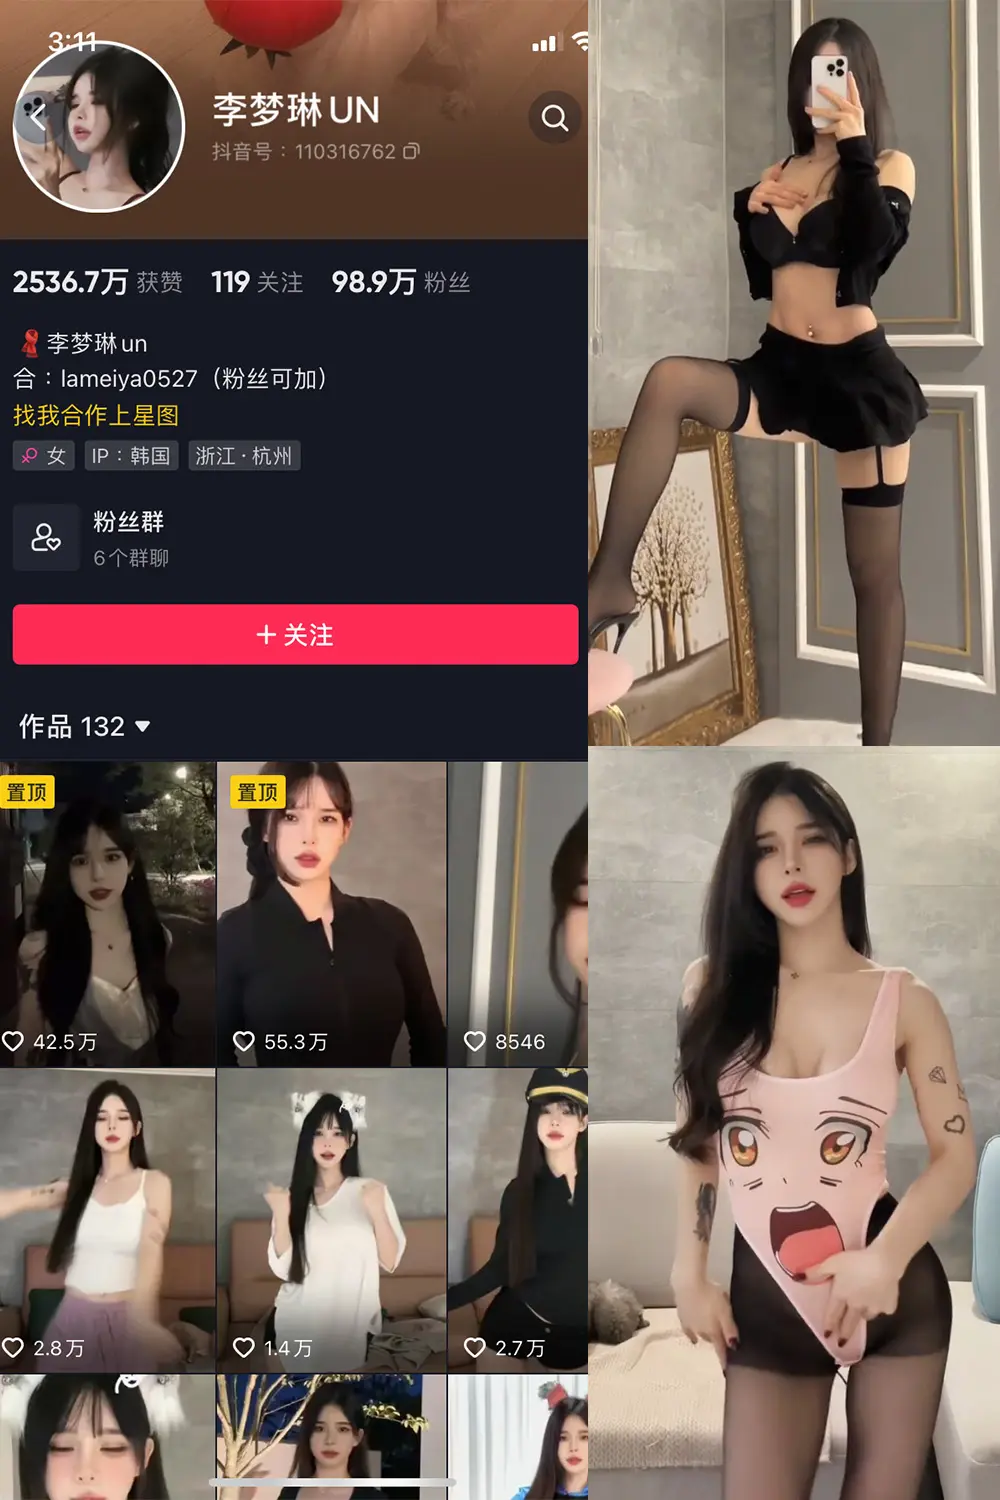 3:11
李梦琳UN
抖音号：110316762
2536.7万 获赞 119 关注 98.9万 粉丝
李梦琳un
合：lameiya0527（粉丝可加）
找我合作上星图
女 IP：韩国 浙江·杭州
粉丝群
6个群聊
+ 关注
作品 132
置顶 置顶
42.5万 55.3万 8546
2.8万 1.4万 2.7万